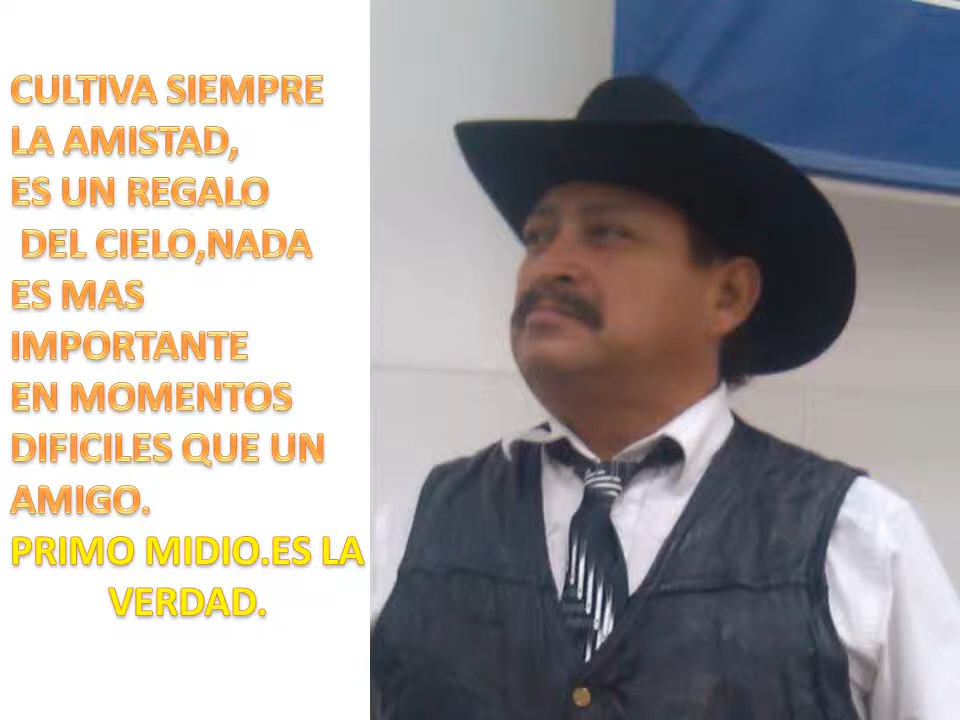 CULTIVA SIEMPRE
LA AMISTAD,
ES UN REGALO
DEL CIELO,NADA
ES MAS
IMPORTANTE
EN MOMENTOS
DIFICILES QUE UN
AMIGO.
PRIMO MIDIO.ES LA
VERDAD.